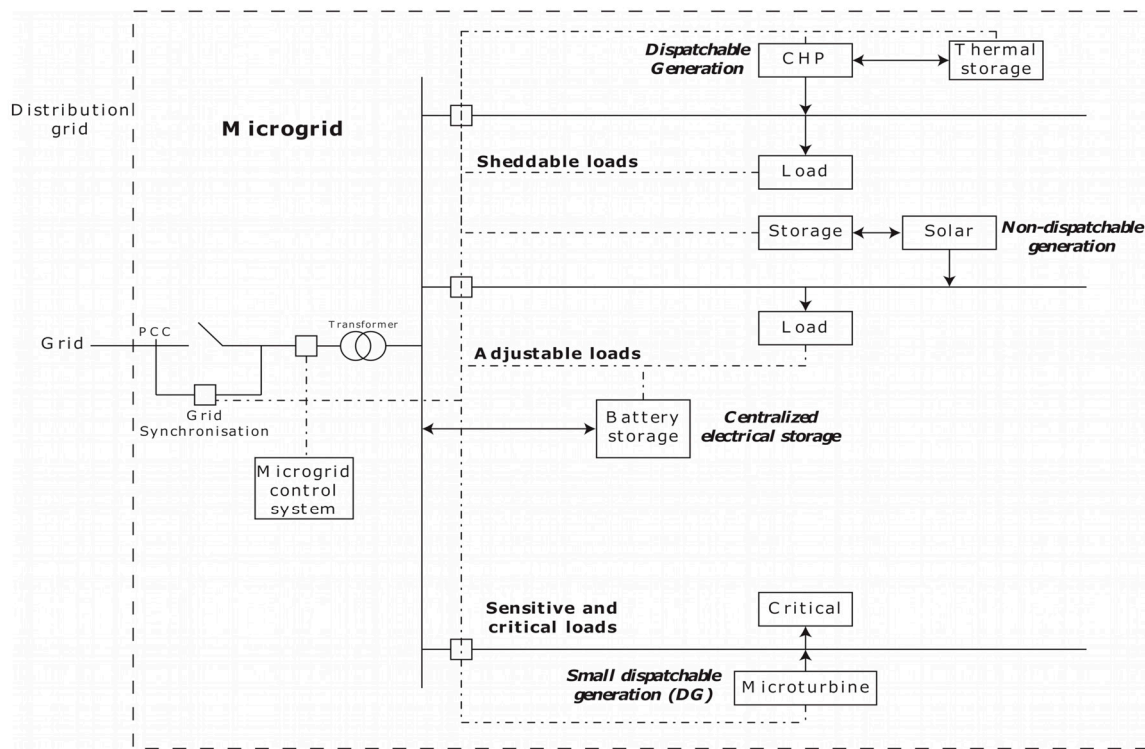 Distribution
grid
Microgrid
Dispatchable
Generation
CHP
Thermal
storage
Sheddable loads
Load
Storage
Solar
Non-dispatchable
generation
Load
Grid
PCC
Transformer
Adjustable loads
Grid
Synchronisation
Battery
storage
Centralized
electrical storage
Microgrid
control
system
Sensitive and
critical loads
Critical
Small dispatchable
generation (DG)
Microturbine